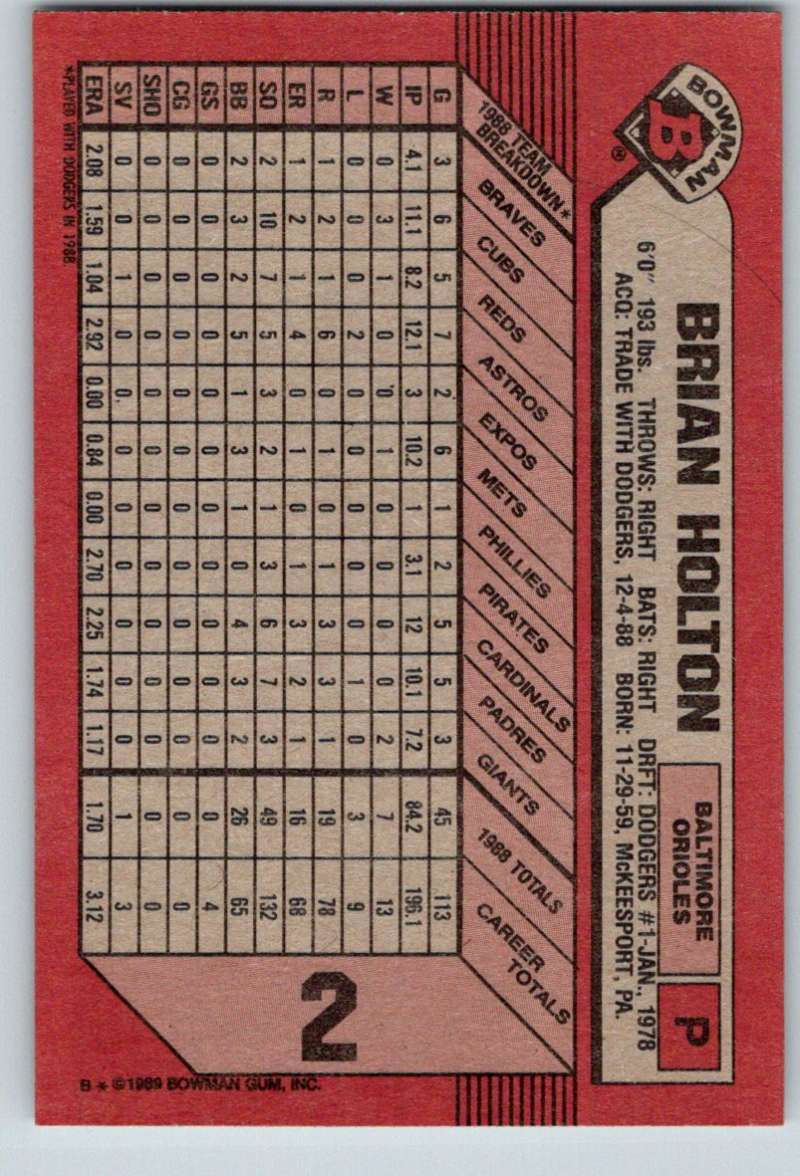 BOWMAN
B
®
BRIAN HOLTON
BALTIMORE ORIOLES
P
6'0" 193 lbs. THROWS: RIGHT BATS: RIGHT DRFT: DODGERS #1-JAN., 1978
ACQ: TRADE WITH DODGERS, 12-4-88 BORN: 11-29-59, McKEESPORT, PA.
1988 TEAM BREAKDOWN* BRAVES CUBS REDS ASTROS EXPOS METS PHILLIES PIRATES CARDINALS PADRES GIANTS 1988 TOTALS CAREER TOTALS
G 3 6 5 7 2 6 1 2 5 5 3 45 113
IP 4.1 11.1 8.2 12.1 3 10.2 1 3.1 12 10.1 7.2 84.2 196.1
W 0 3 1 0 0 1 0 0 0 0 2 7 13
L 0 0 0 2 0 0 0 0 0 1 0 3 9
R 1 2 1 6 0 1 0 1 3 3 1 19 78
ER 1 2 1 4 0 1 0 1 3 2 1 16 68
SO 2 10 7 5 3 2 1 3 6 7 3 49 132
BB 2 3 2 5 1 3 1 0 4 3 2 26 65
GS 0 0 0 0 0 0 0 0 0 0 0 0 4
CG 0 0 0 0 0 0 0 0 0 0 0 0 0
SHO 0 0 0 0 0 0 0 0 0 0 0 0 0
SV 0 0 1 0 0 0 0 0 0 0 0 1 3
ERA 2.08 1.59 1.04 2.92 0.00 0.84 0.00 2.70 2.25 1.74 1.17 1.70 3.12
*PLAYED WITH DODGERS IN 1988
2
B * ©1989 BOWMAN GUM, INC.